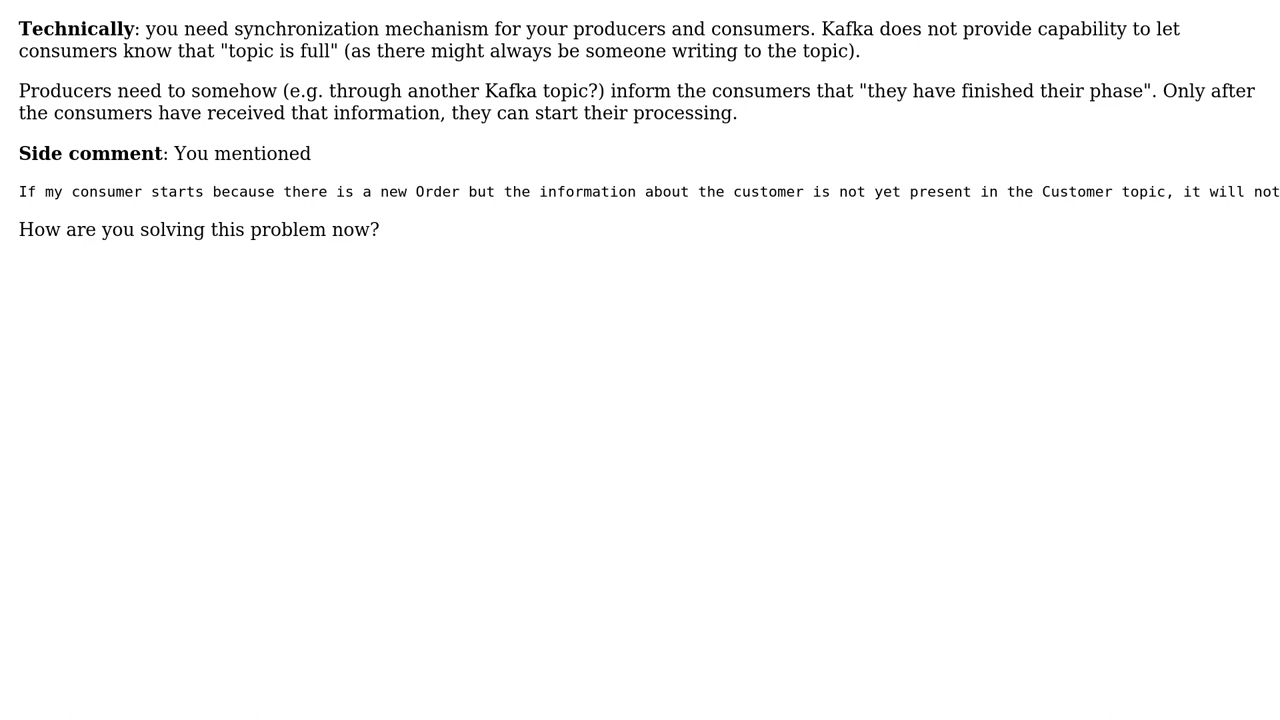 Technically: you need synchronization mechanism for your producers and consumers. Kafka does not provide capability to let
consumers know that "topic is full" (as there might always be someone writing to the topic).
Producers need to somehow (e.g. through another Kafka topic?) inform the consumers that "they have finished their phase". Only after
the consumers have received that information, they can start their processing.
Side comment: You mentioned
If my consumer starts because there is a new Order but the information about the customer is not yet present in the Customer topic, it will not
How are you solving this problem now?